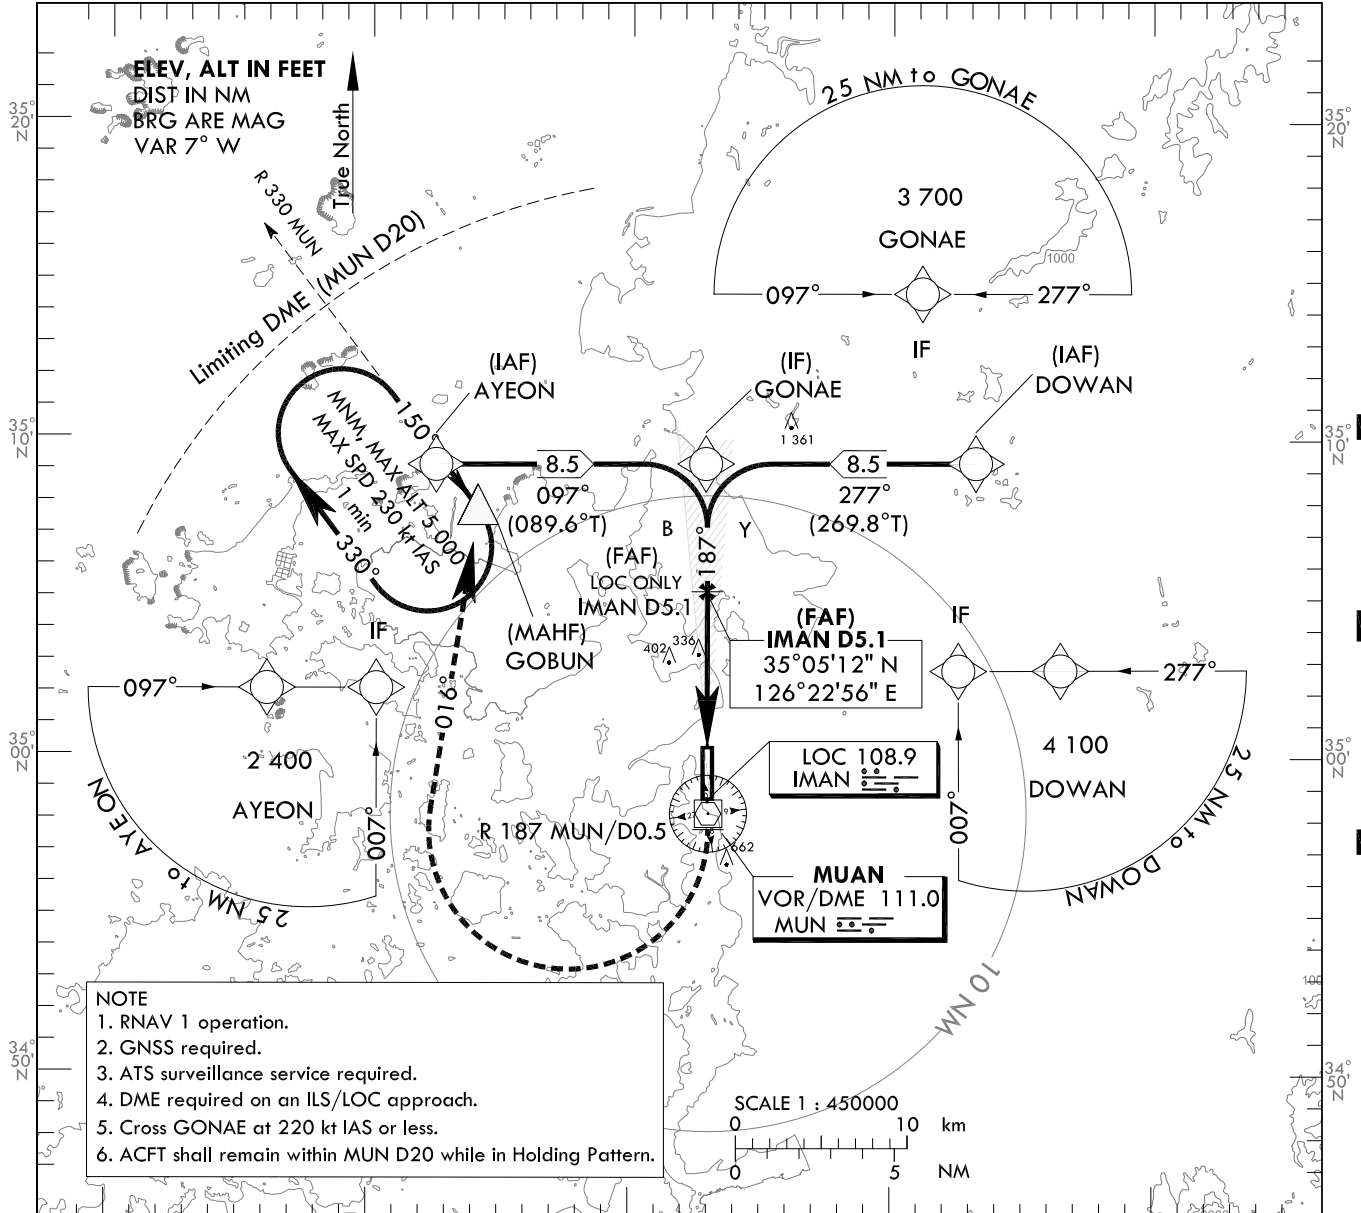 ELEV, ALT IN FEET
DIST IN NM
BRG ARE MAG
VAR 7° W
True North
R 330 MUN
Limiting DME (MUN D20)
25 NM to GONAE
3 700
GONAE
1000
097°
277°
IF
35°
20'
N
35°
20'
N
(IAF)
AYEON
(IF)
GONAE
(IAF)
DOWAN
1 361
150°
MNM, MAX ALT 5 000
MAX SPD 230 kt IAS
1 min
330°
8.5
097°
(089.6°T)
8.5
277°
(269.8°T)
35°
10'
N
35°
10'
N
B
Y
187°
(FAF)
LOC ONLY
IMAN D5.1
(FAF)
IMAN D5.1
35°05'12" N
126°22'56" E
402
336
(MAHF)
GOBUN
016°
IF
097°
2 400
AYEON
007°
25 NM to AYEON
IF
277°
4 100
DOWAN
007°
25 NM to DOWAN
35°
00'
N
35°
00'
N
LOC 108.9
IMAN
R 187 MUN/D0.5
662
MUAN
VOR/DME 111.0
MUN
10 NM
NOTE
1. RNAV 1 operation.
2. GNSS required.
3. ATS surveillance service required.
4. DME required on an ILS/LOC approach.
5. Cross GONAE at 220 kt IAS or less.
6. ACFT shall remain within MUN D20 while in Holding Pattern.
34°
50'
N
34°
50'
N
SCALE 1 : 450000
0
10
km
0
5
NM